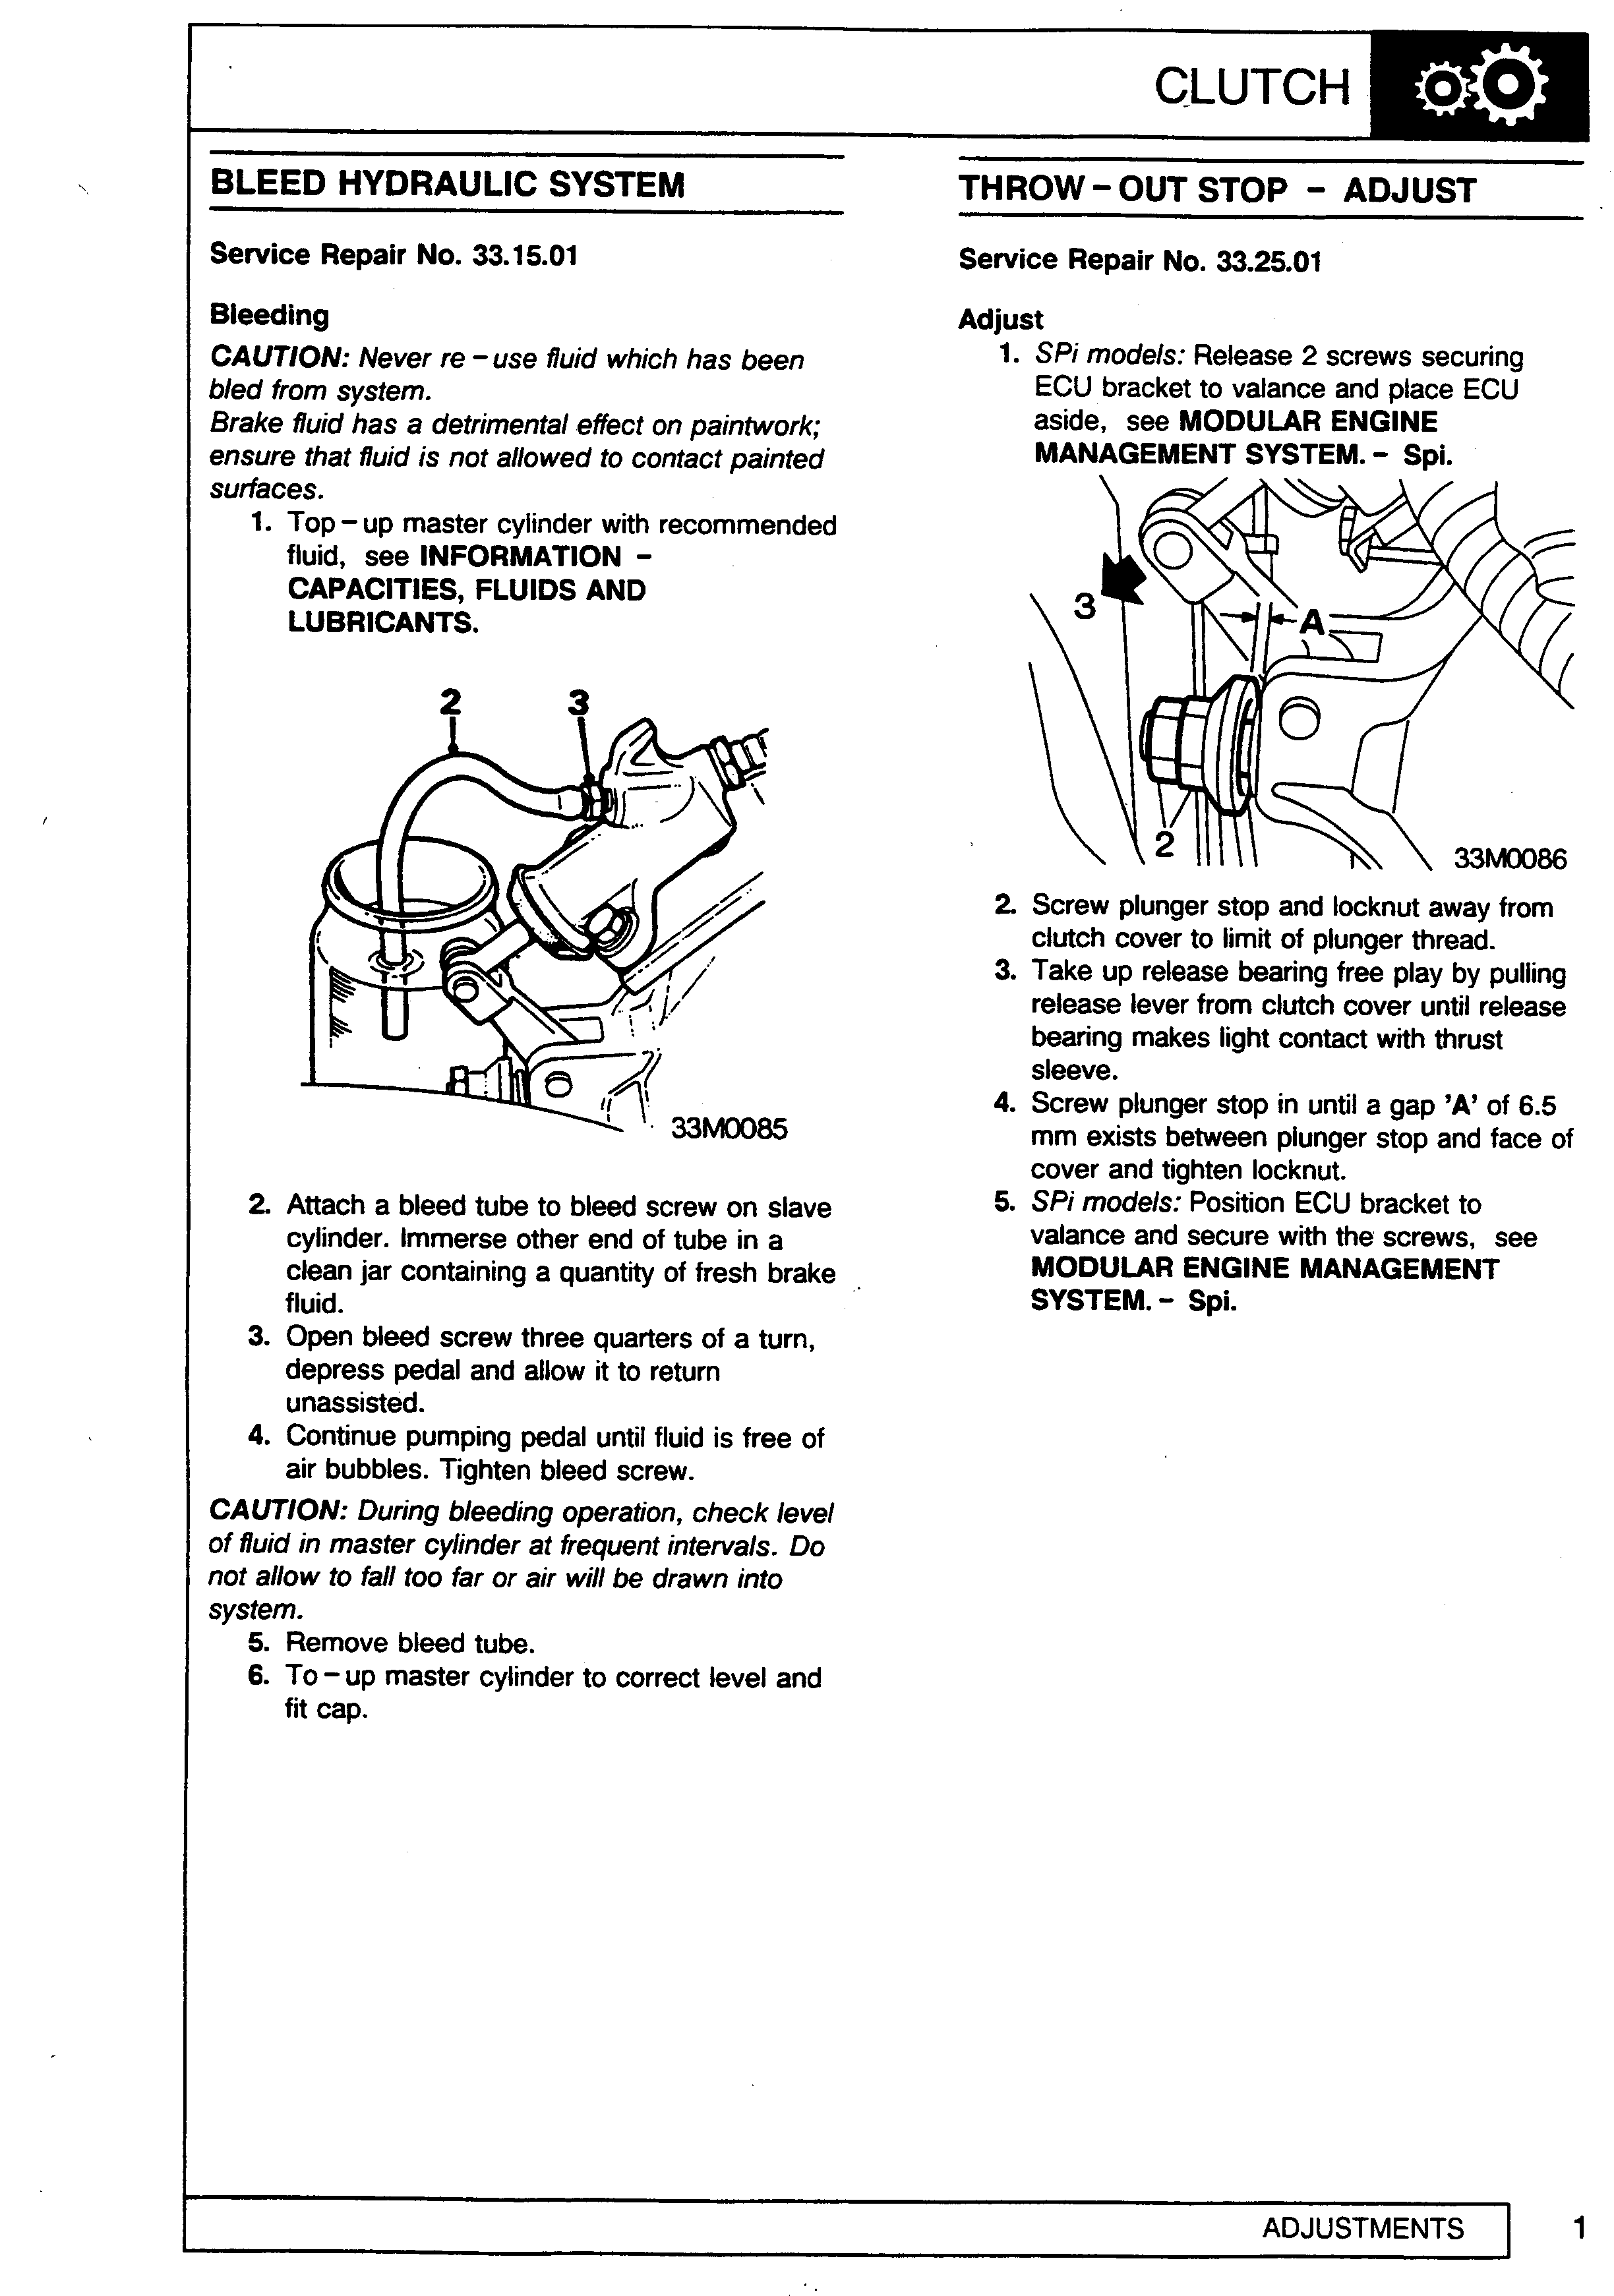 CLUTCH
BLEED HYDRAULIC SYSTEM
Service Repair No. 33.15.01
Bleeding
CAUTION: Never re-use fluid which has been
bled from system.
Brake fluid has a detrimental effect on paintwork;
ensure that fluid is not allowed to contact painted
surfaces.
1. Top-up master cylinder with recommended
fluid, see INFORMATION -
CAPACITIES, FLUIDS AND
LUBRICANTS.
2 3
33M0085
2. Attach a bleed tube to bleed screw on slave
cylinder. Immerse other end of tube in a
clean jar containing a quantity of fresh brake
fluid.
3. Open bleed screw three quarters of a turn,
depress pedal and allow it to return
unassisted.
4. Continue pumping pedal until fluid is free of
air bubbles. Tighten bleed screw.
CAUTION: During bleeding operation, check level
of fluid in master cylinder at frequent intervals. Do
not allow to fall too far or air will be drawn into
system.
5. Remove bleed tube.
6. To-up master cylinder to correct level and
fit cap.
THROW-OUT STOP - ADJUST
Service Repair No. 33.25.01
Adjust
1. SPi models: Release 2 screws securing
ECU bracket to valance and place ECU
aside, see MODULAR ENGINE
MANAGEMENT SYSTEM. - Spi.
3
A
2
33M0086
2. Screw plunger stop and locknut away from
clutch cover to limit of plunger thread.
3. Take up release bearing free play by pulling
release lever from clutch cover until release
bearing makes light contact with thrust
sleeve.
4. Screw plunger stop in until a gap 'A' of 6.5
mm exists between plunger stop and face of
cover and tighten locknut.
5. SPi models: Position ECU bracket to
valance and secure with the screws, see
MODULAR ENGINE MANAGEMENT
SYSTEM. - Spi.
ADJUSTMENTS 1